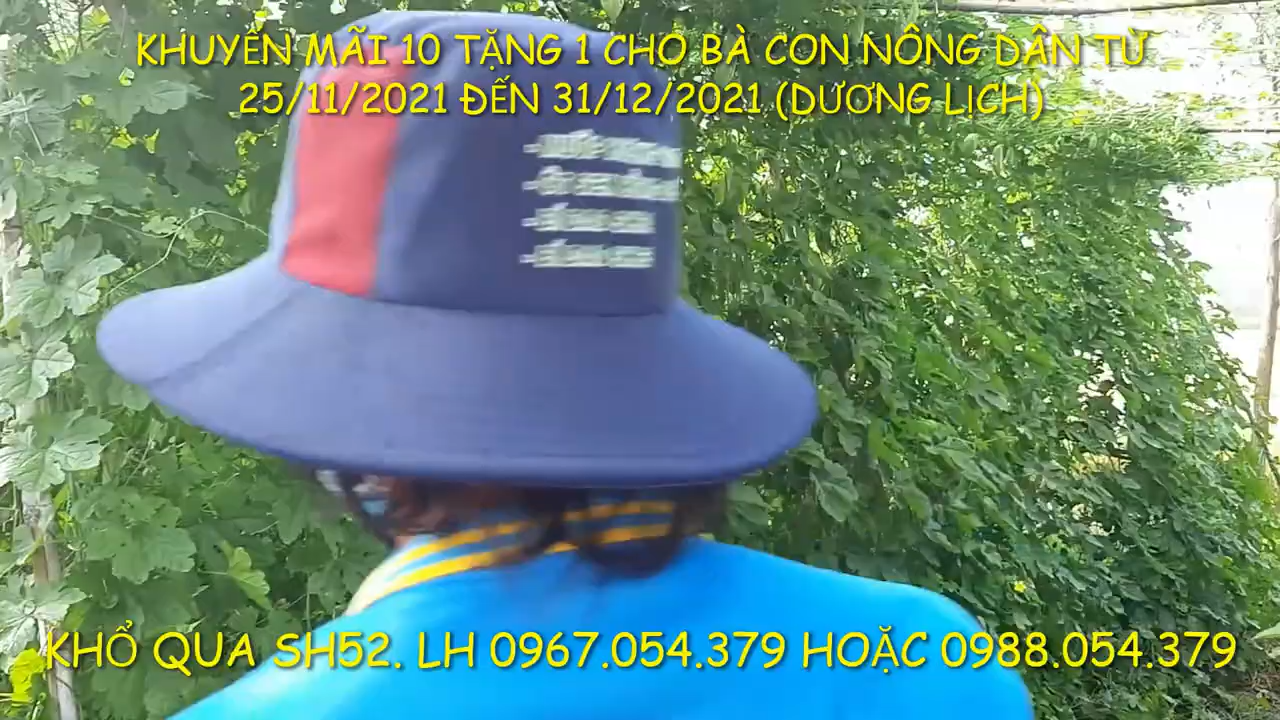 KHUYẾN MÃI 10 TẶNG 1 CHO BÀ CON NÔNG DÂN TỪ
25/11/2021 ĐẾN 31/12/2021 (DƯƠNG LỊCH)
KHỔ QUA SH52. LH 0967.054.379 HOẶC 0988.054.379